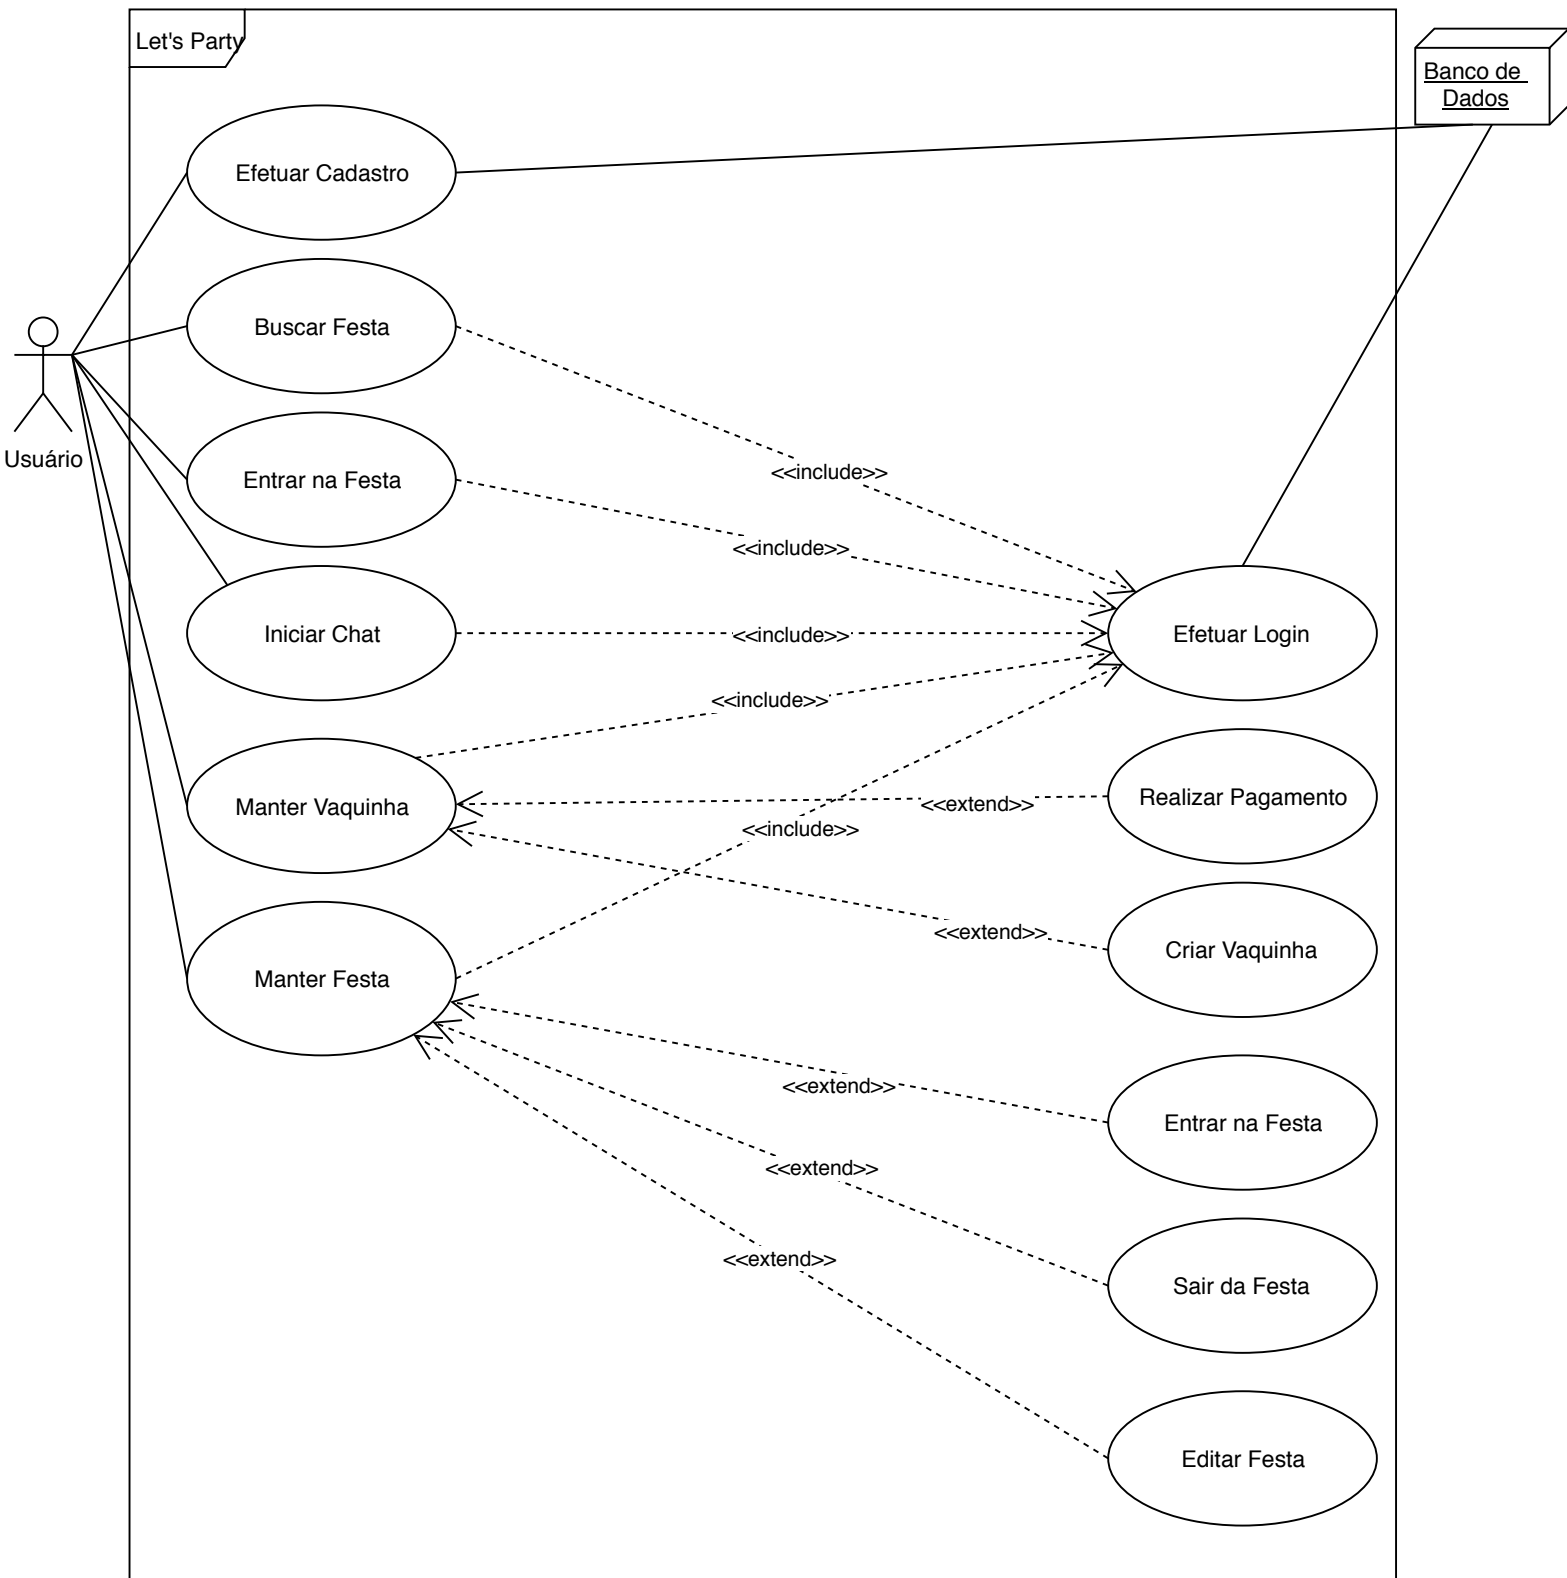 Let's Party
Banco de
Dados
Efetuar Cadastro
Buscar Festa
Usuário
Entrar na Festa
<<include>>
<<include>>
Iniciar Chat
<<include>>
Efetuar Login
<<include>>
Manter Vaquinha
<<extend>>
Realizar Pagamento
<<include>>
<<extend>>
Criar Vaquinha
Manter Festa
<<extend>>
Entrar na Festa
<<extend>>
<<extend>>
Sair da Festa
Editar Festa